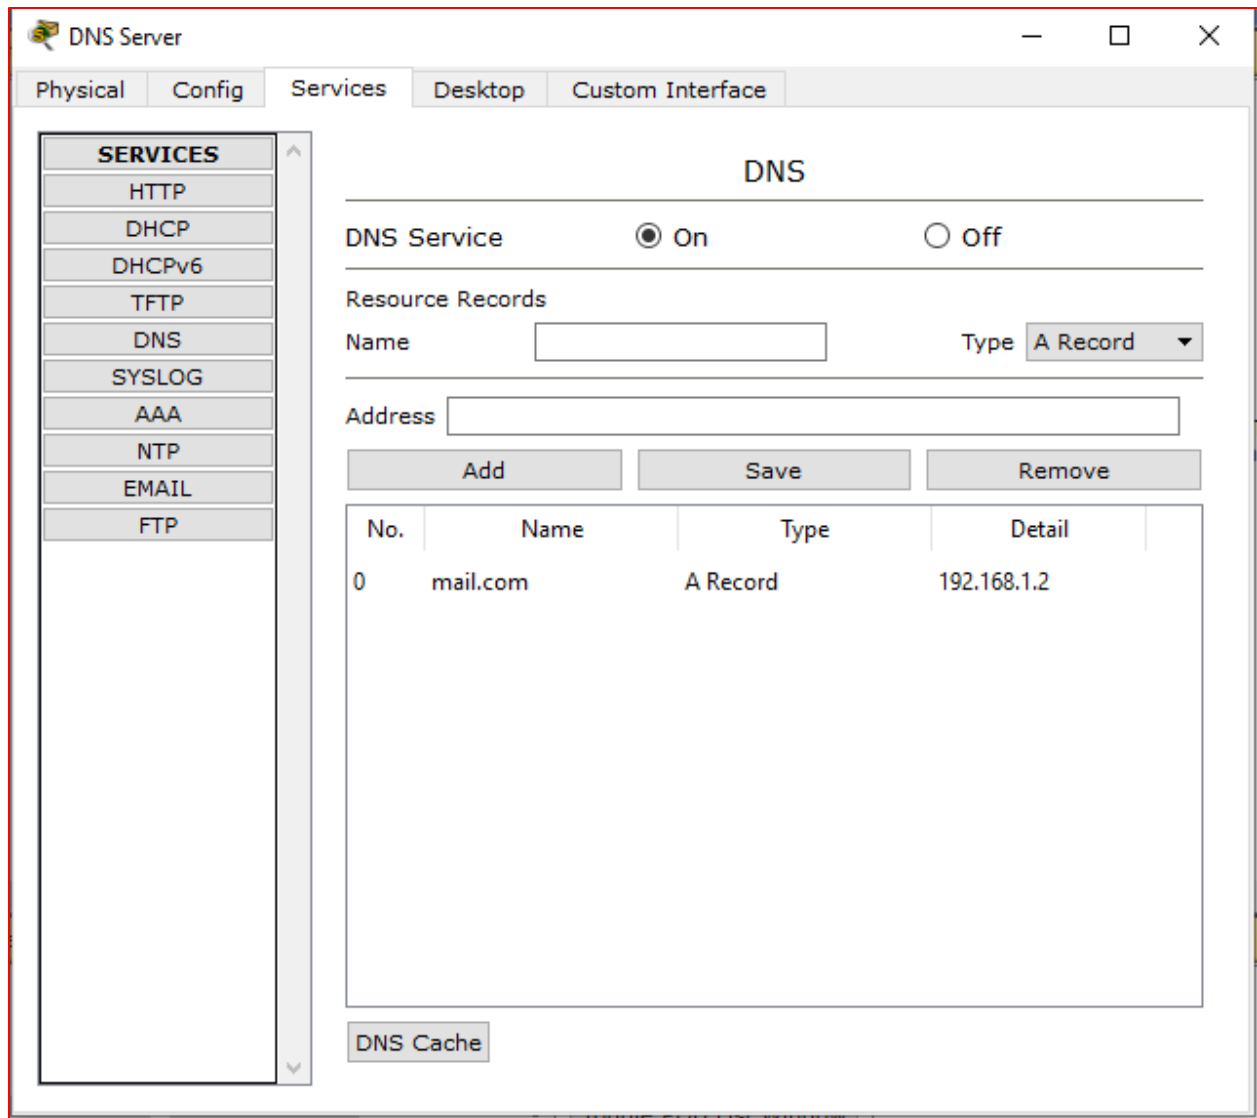 DNS Server
Physical Config Services Desktop Custom Interface
SERVICES
HTTP
DHCP
DHCPv6
TFTP
DNS
SYSLOG
AAA
NTP
EMAIL
FTP
DNS
DNS Service On Off
Resource Records
Name Type A Record
Address
Add Save Remove
No. Name Type Detail
0 mail.com A Record 192.168.1.2
DNS Cache